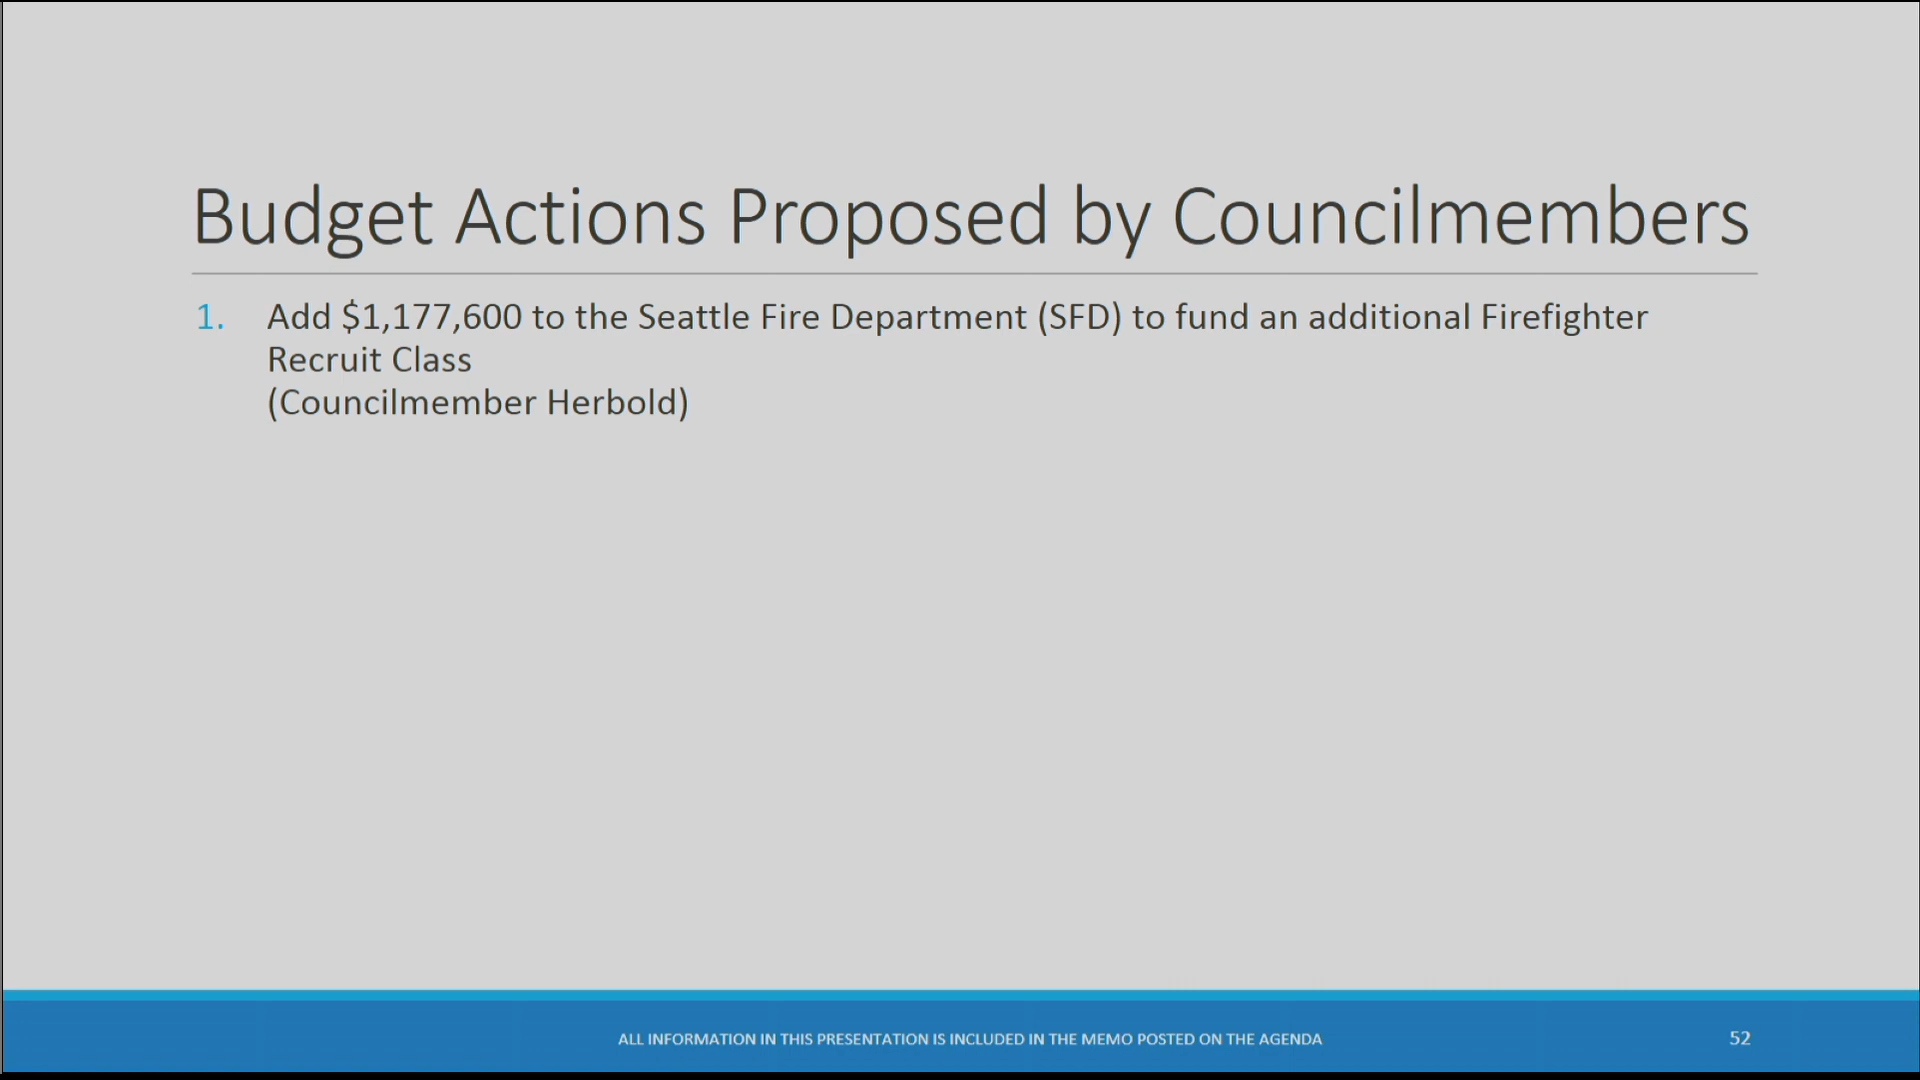 Budget Actions Proposed by Councilmembers
1. Add $1,177,600 to the Seattle Fire Department (SFD) to fund an additional Firefighter
Recruit Class
(Councilmember Herbold)
ALL INFORMATION IN THIS PRESENTATION IS INCLUDED IN THE MEMO POSTED ON THE AGENDA
52